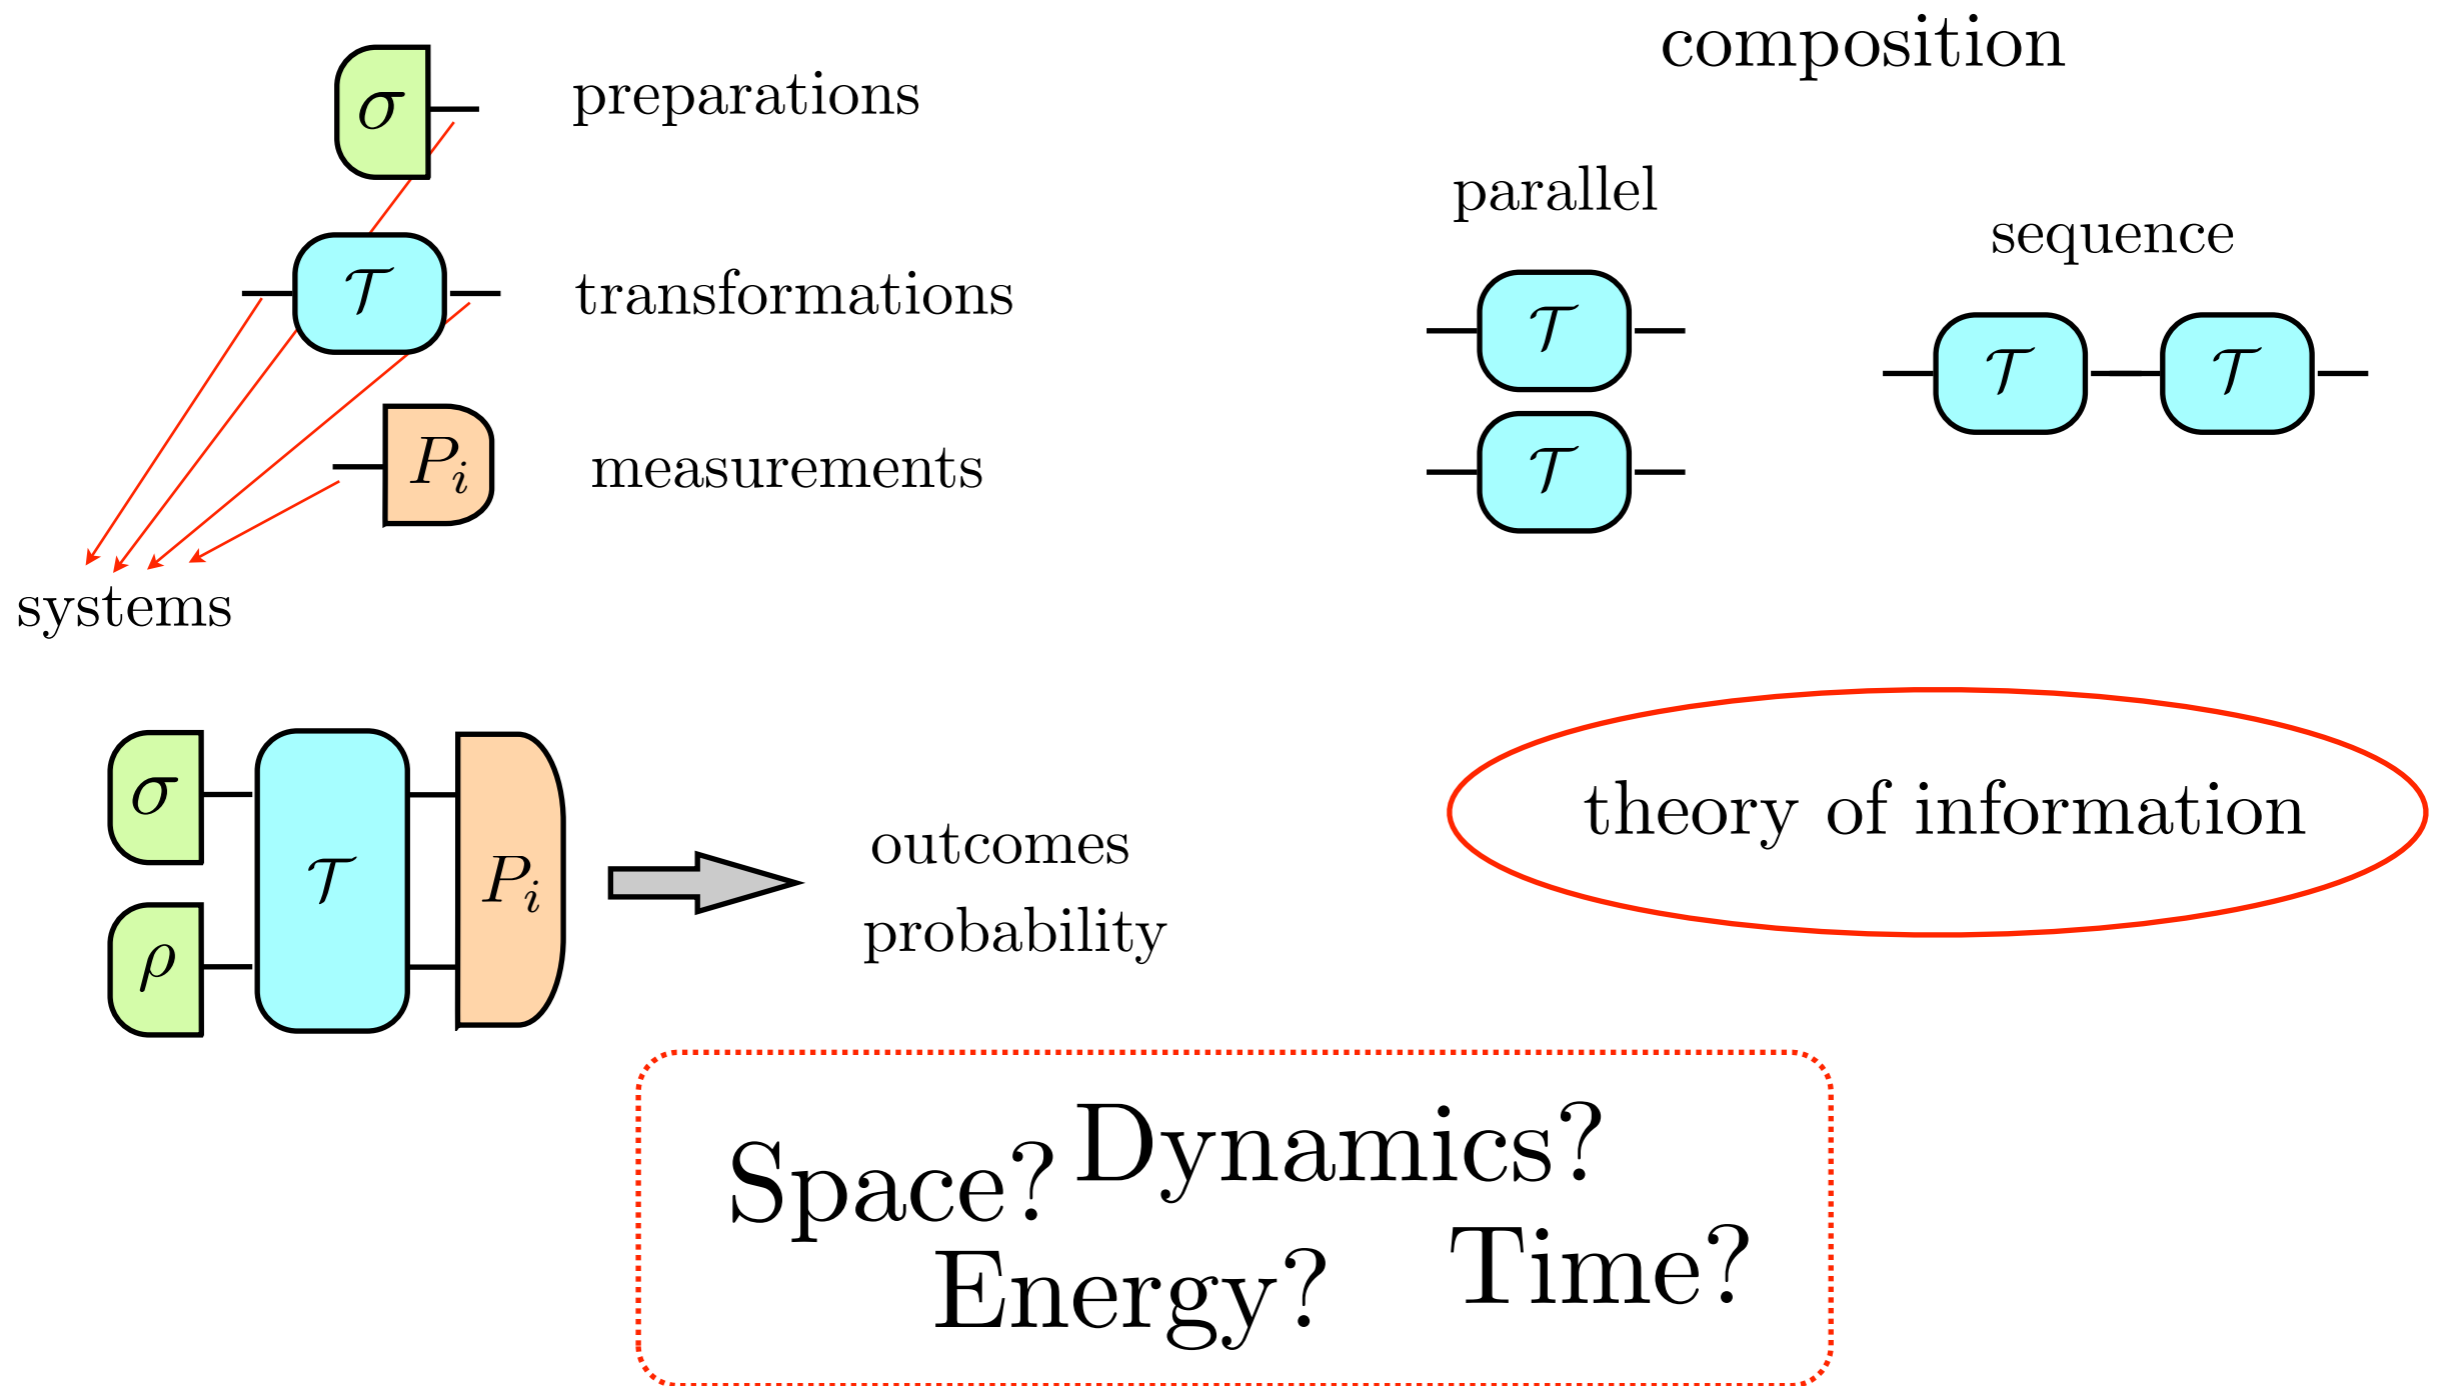 σ
preparations
𝒯
transformations
P_i
measurements
systems
composition
parallel
sequence
𝒯
𝒯
𝒯 𝒯
σ
ρ
𝒯
P_i
outcomes
probability
theory of information
Space?
Dynamics?
Energy?
Time?